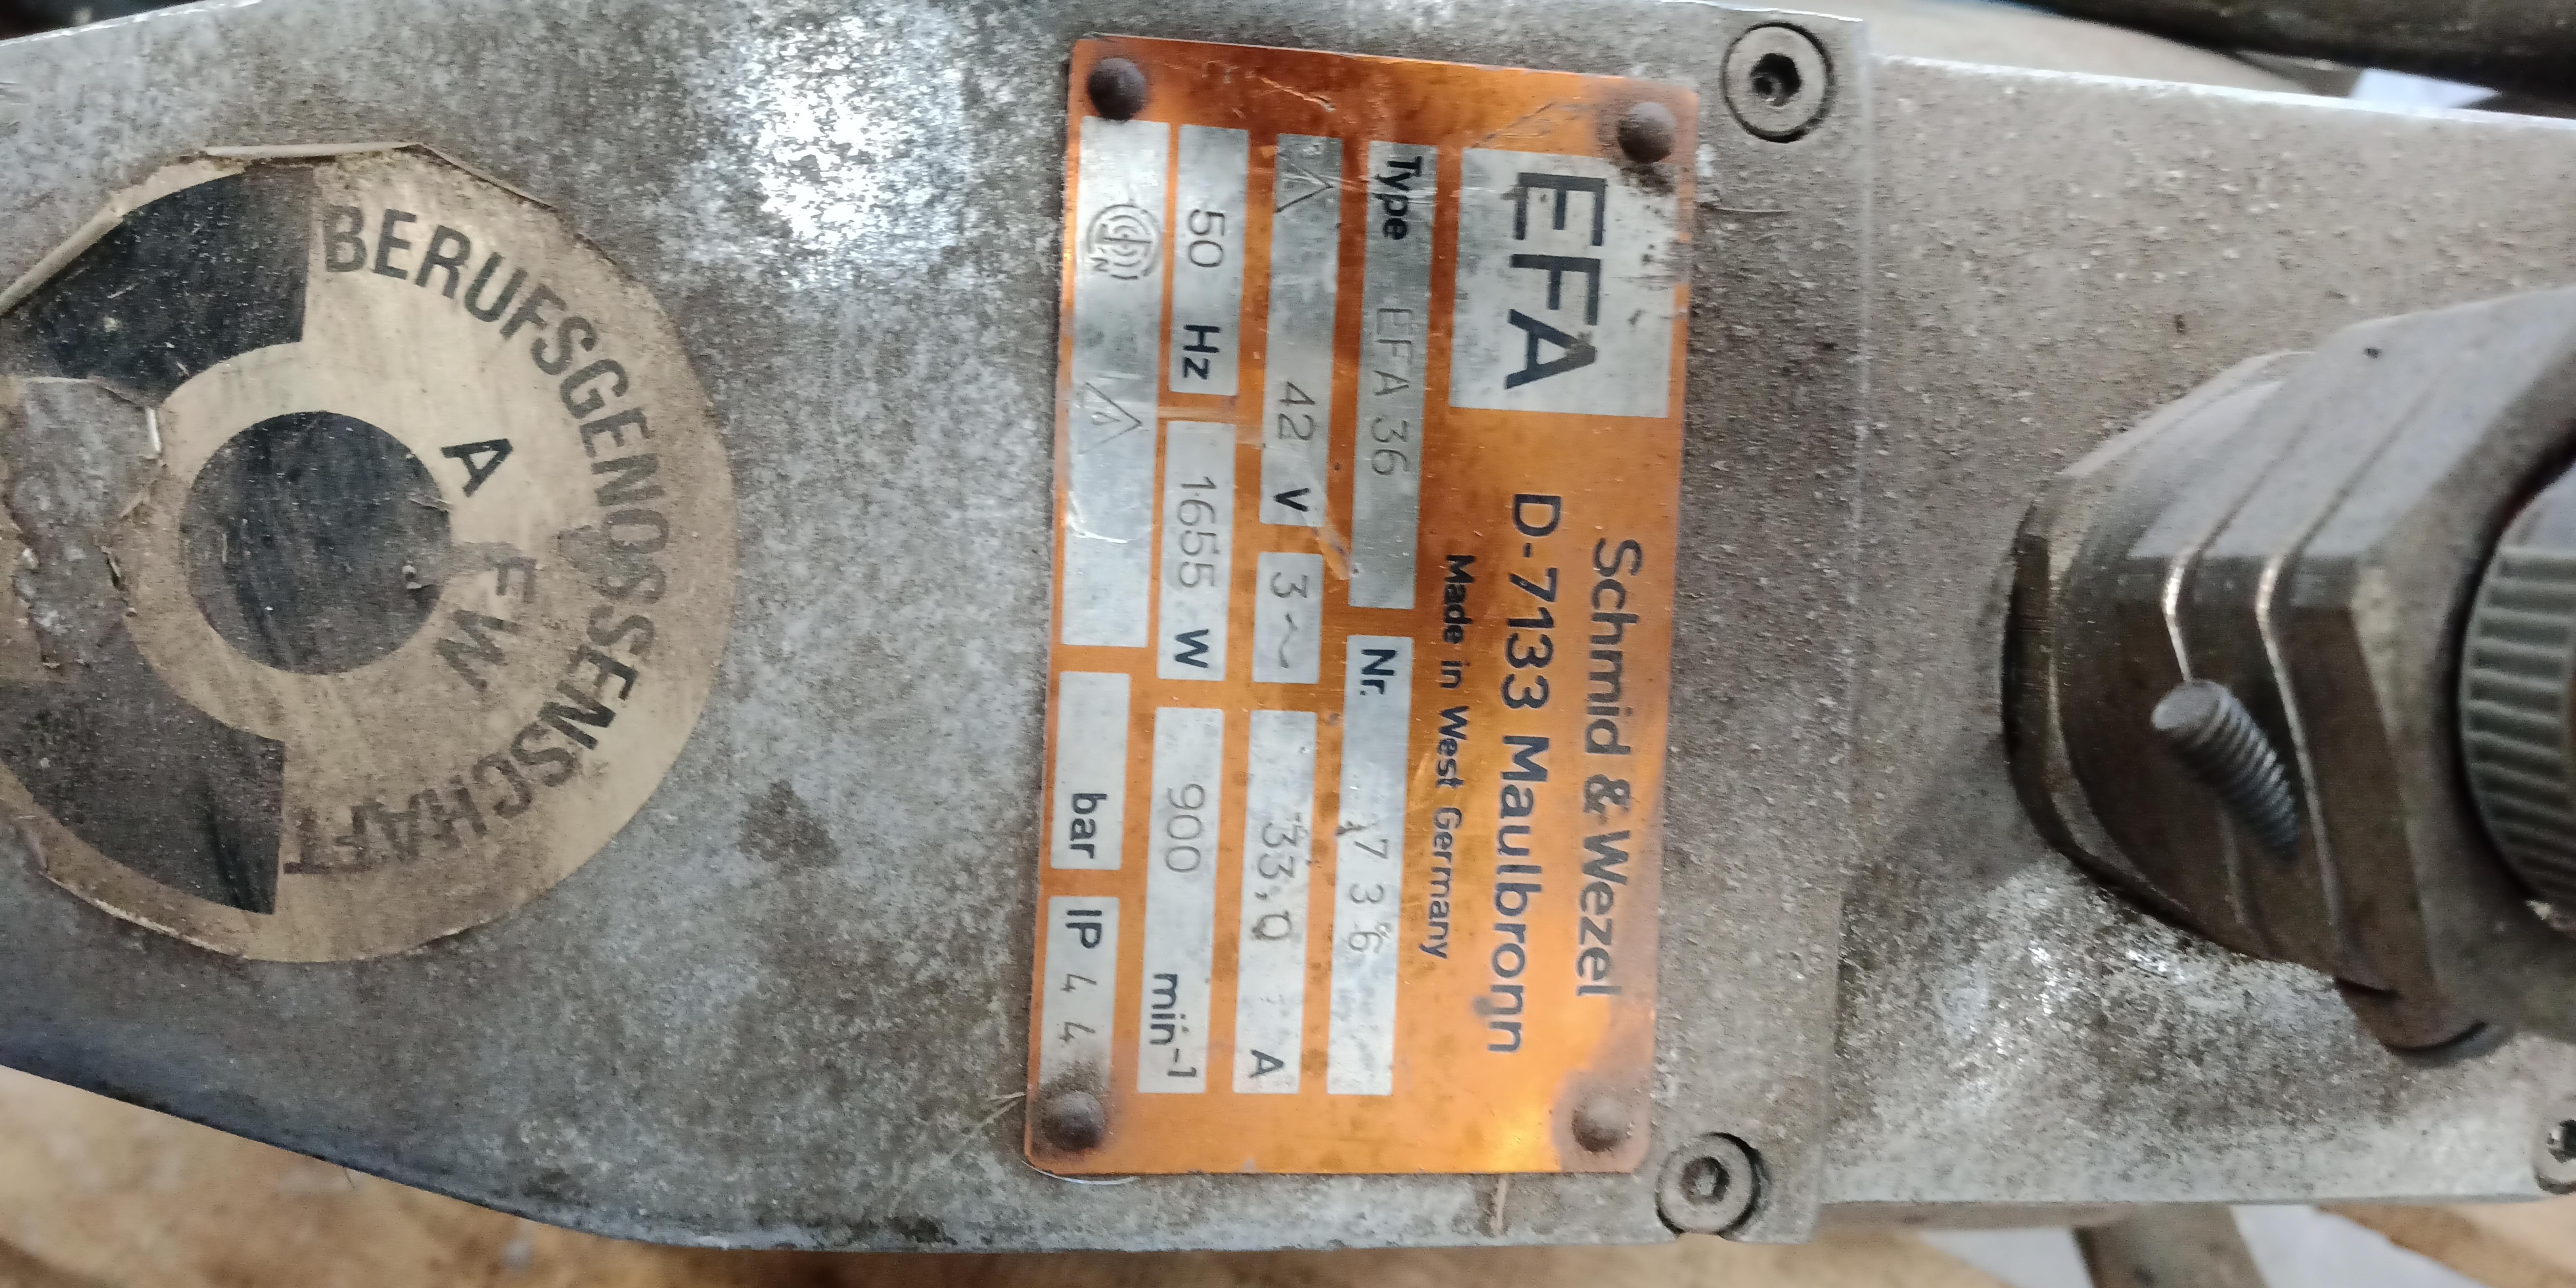 EFA
Schmid & Wezel
D-7133 Maulbronn
Made in West Germany
Type EFA 36 Nr. 736
42 V 3~ 33,0 A
50 Hz 1655 W 900 min⁻¹
bar IP 44
BERUFSGENOSSENSCHAFT
A FW